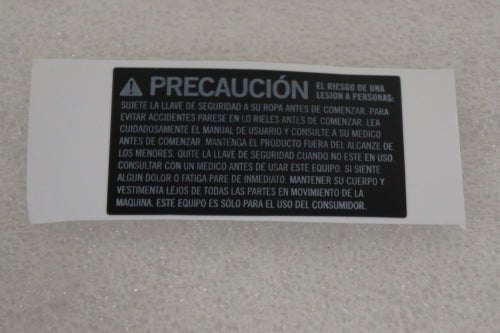 PRECAUCIÓN EL RIESGO DE UNA
LESION A PERSONAS:
SUJETE LA LLAVE DE SEGURIDAD A SU ROPA ANTES DE COMENZAR. PARA
EVITAR ACCIDENTES PARESE EN LO RIELES ANTES DE COMENZAR. LEA
CUIDADOSAMENTE EL MANUAL DE USUARIO Y CONSULTE A SU MEDICO
ANTES DE COMENZAR. MANTENGA EL PRODUCTO FUERA DEL ALCANZE DE
LOS MENORES. QUITE LA LLAVE DE SEGURIDAD CUANDO NO ESTE EN USO.
CONSULTAR CON UN MEDICO ANTES DE USAR ESTE EQUIPO. SI SIENTE
ALGUN DOLOR O FATIGA PARE DE INMEDIATO. MANTENER SU CUERPO Y
VESTIMENTA LEJOS DE TODAS LAS PARTES EN MOVIMIENTO DE LA
MAQUINA. ESTE EQUIPO ES SÓLO PARA EL USO DEL CONSUMIDOR.